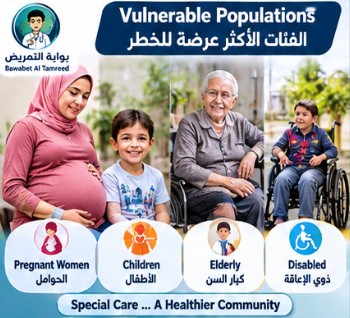 Vulnerable Populations
الفئات الأكثر عرضة للخطر
بوابة التمريض
Bawabet Al Tamreed
Pregnant Women
الحوامل
Children
الأطفال
Elderly
كبار السن
Disabled
ذوي الإعاقة
Special Care ... A Healthier Community